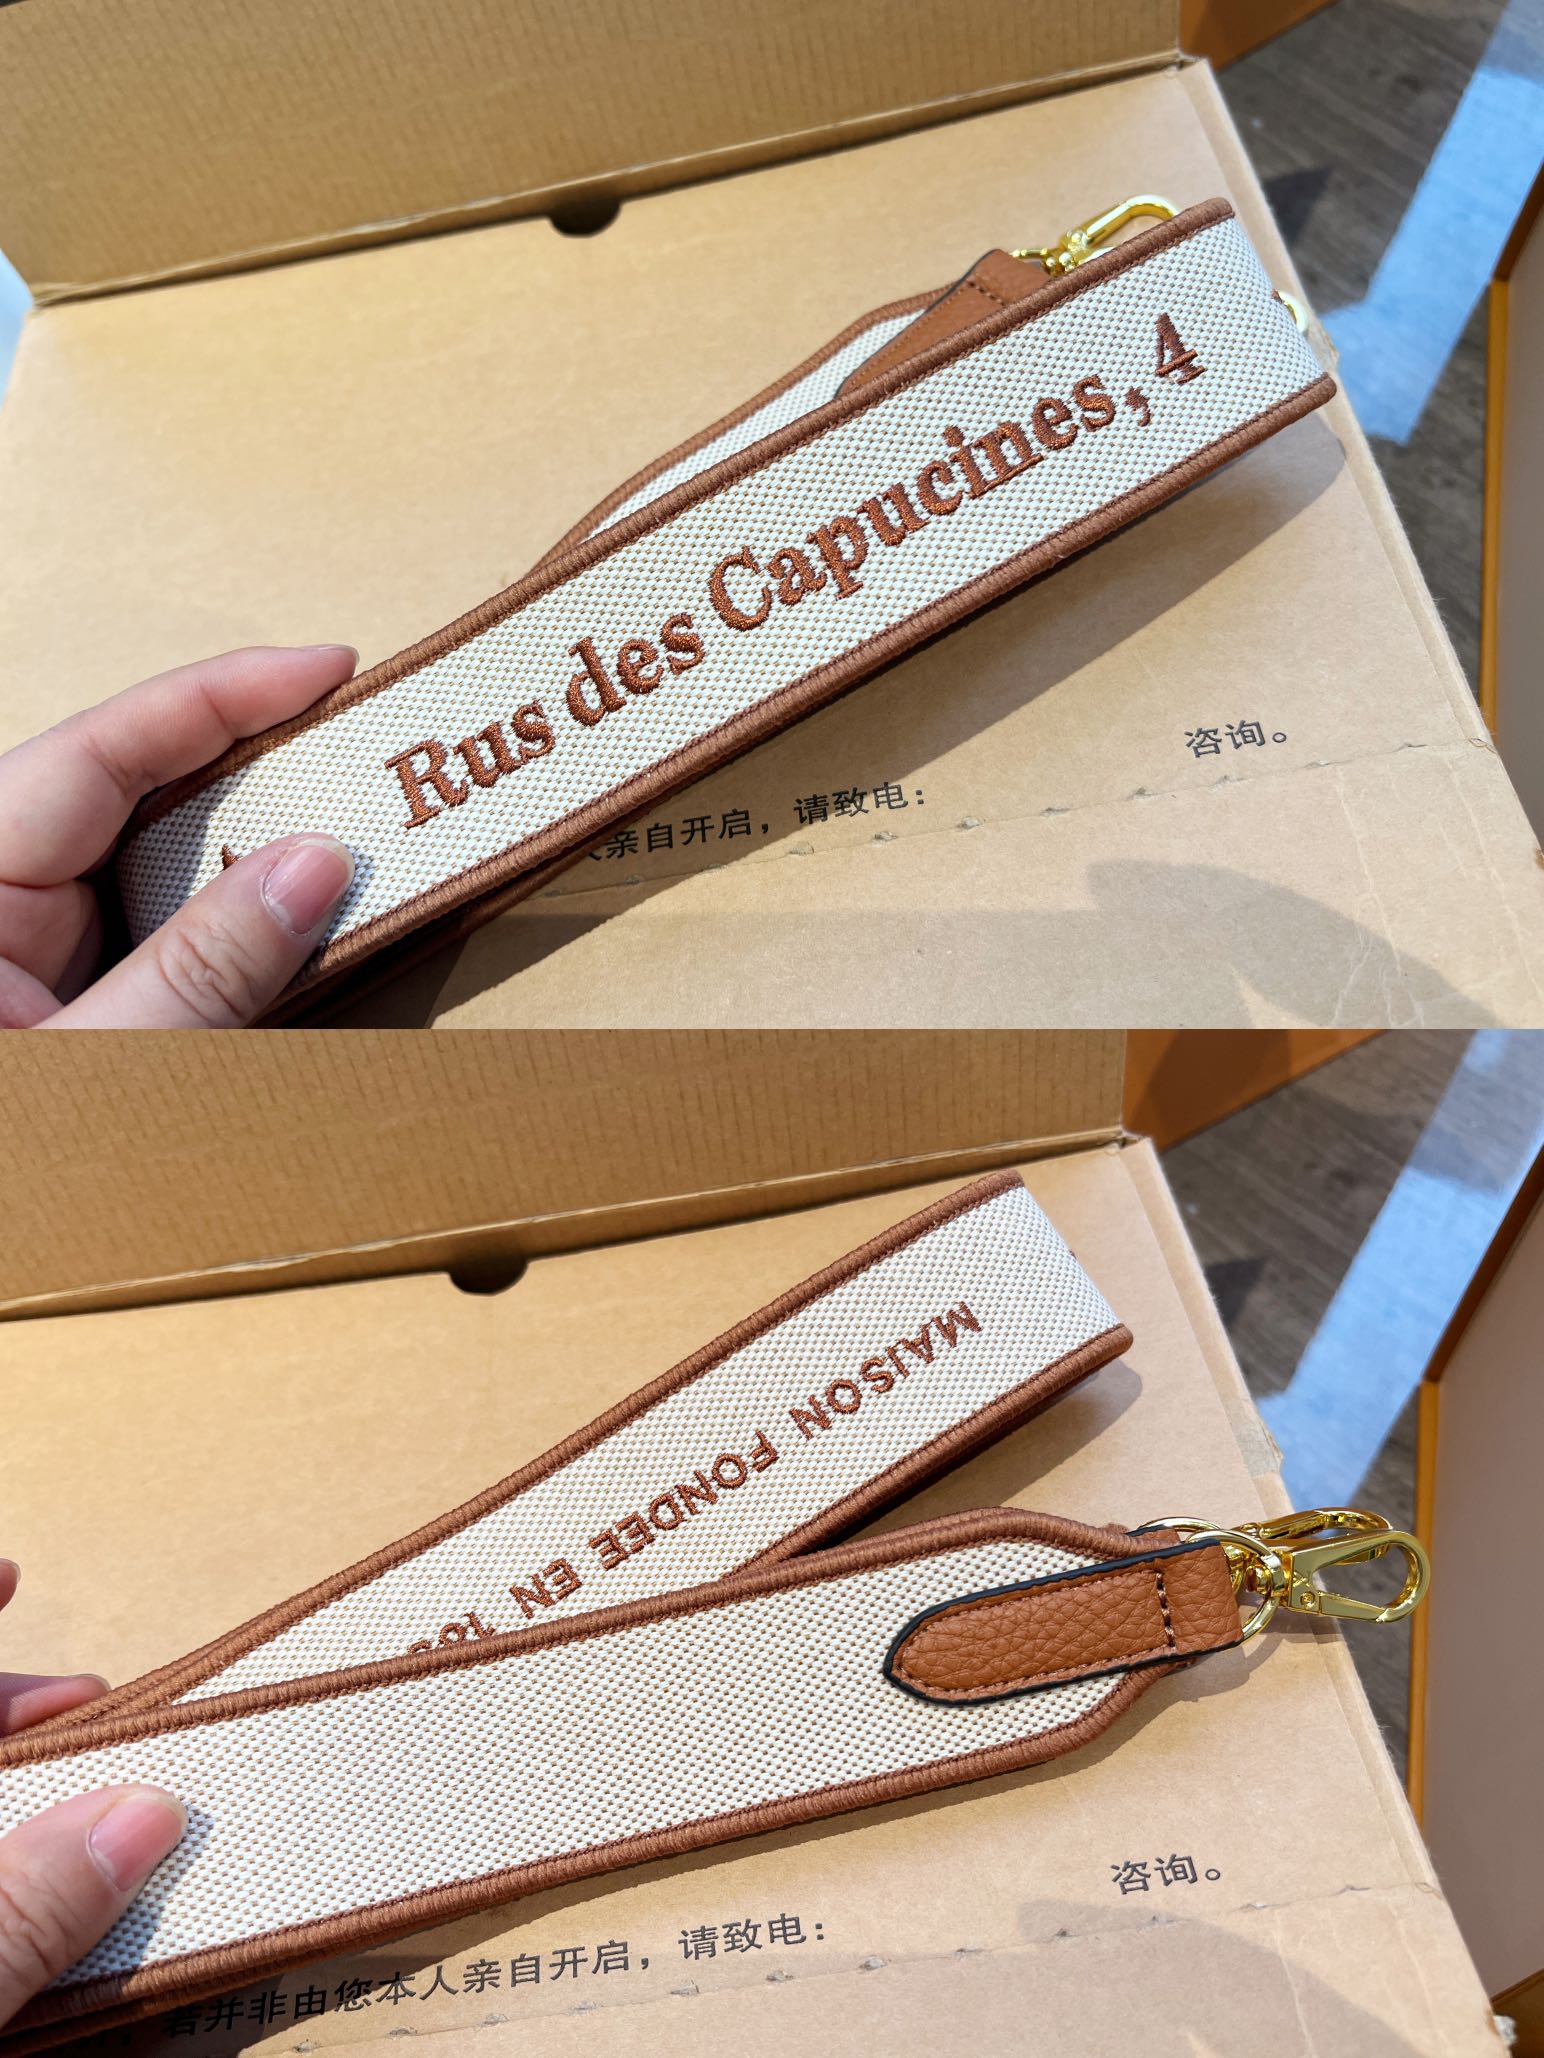 Rus des Capucines, 4
咨询。
亲自开启，请致电：
MAISON FONDEE EN
咨询。
若并非由您本人亲自开启，请致电：